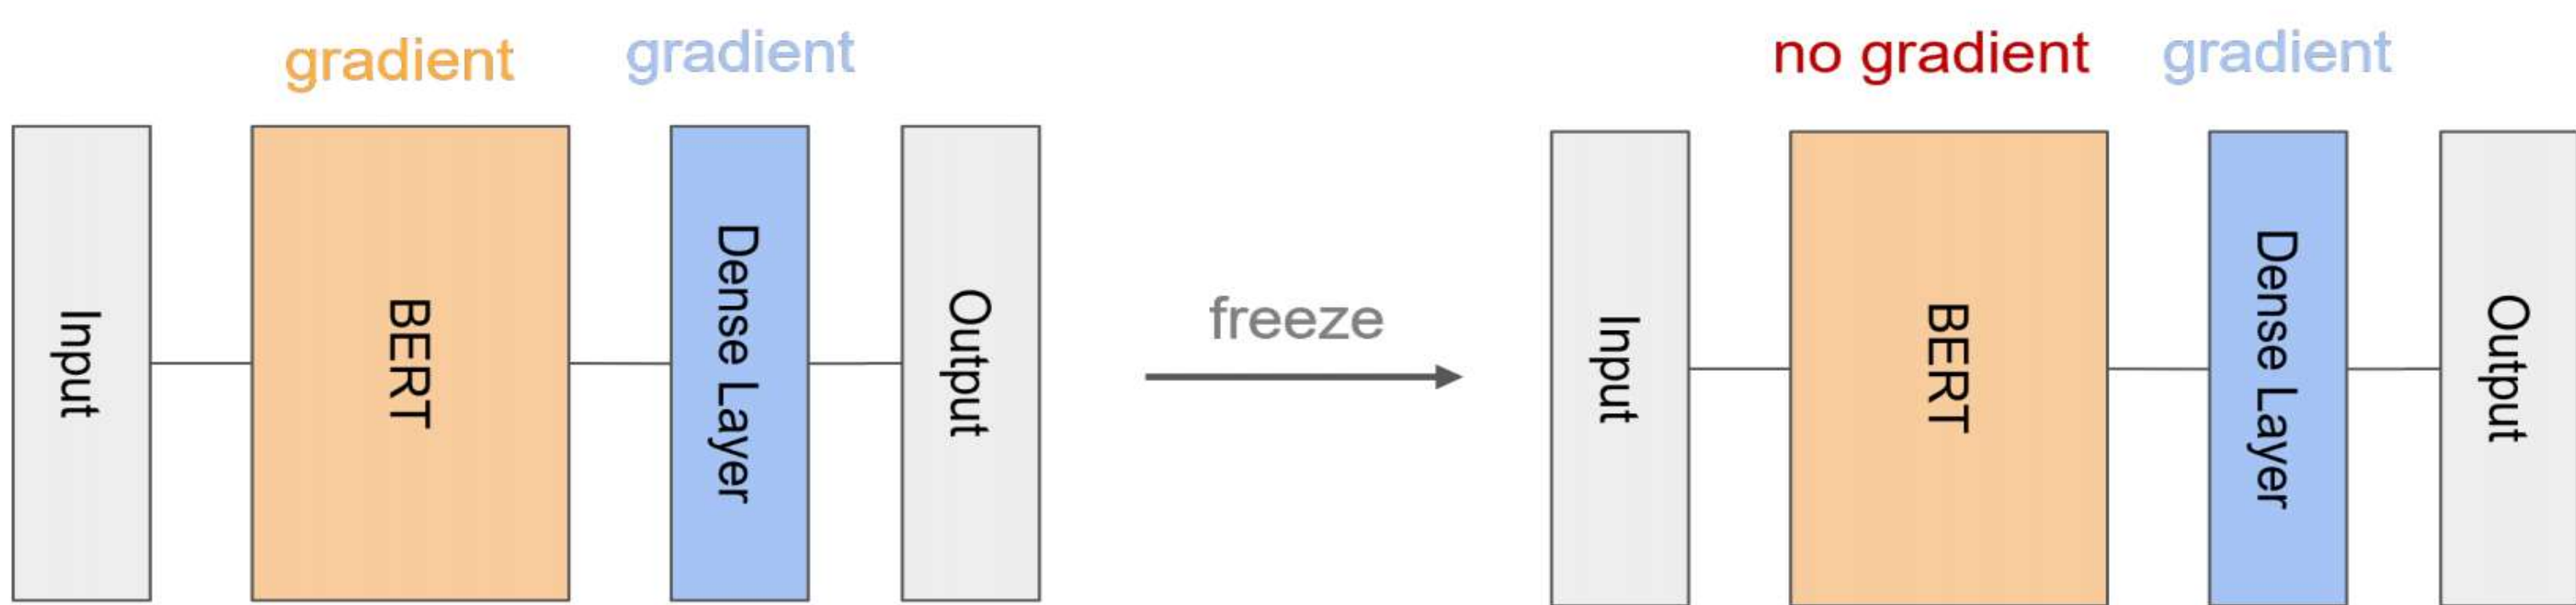 gradient
gradient
Input
BERT
Dense Layer
Output
freeze
no gradient
gradient
Input
BERT
Dense Layer
Output